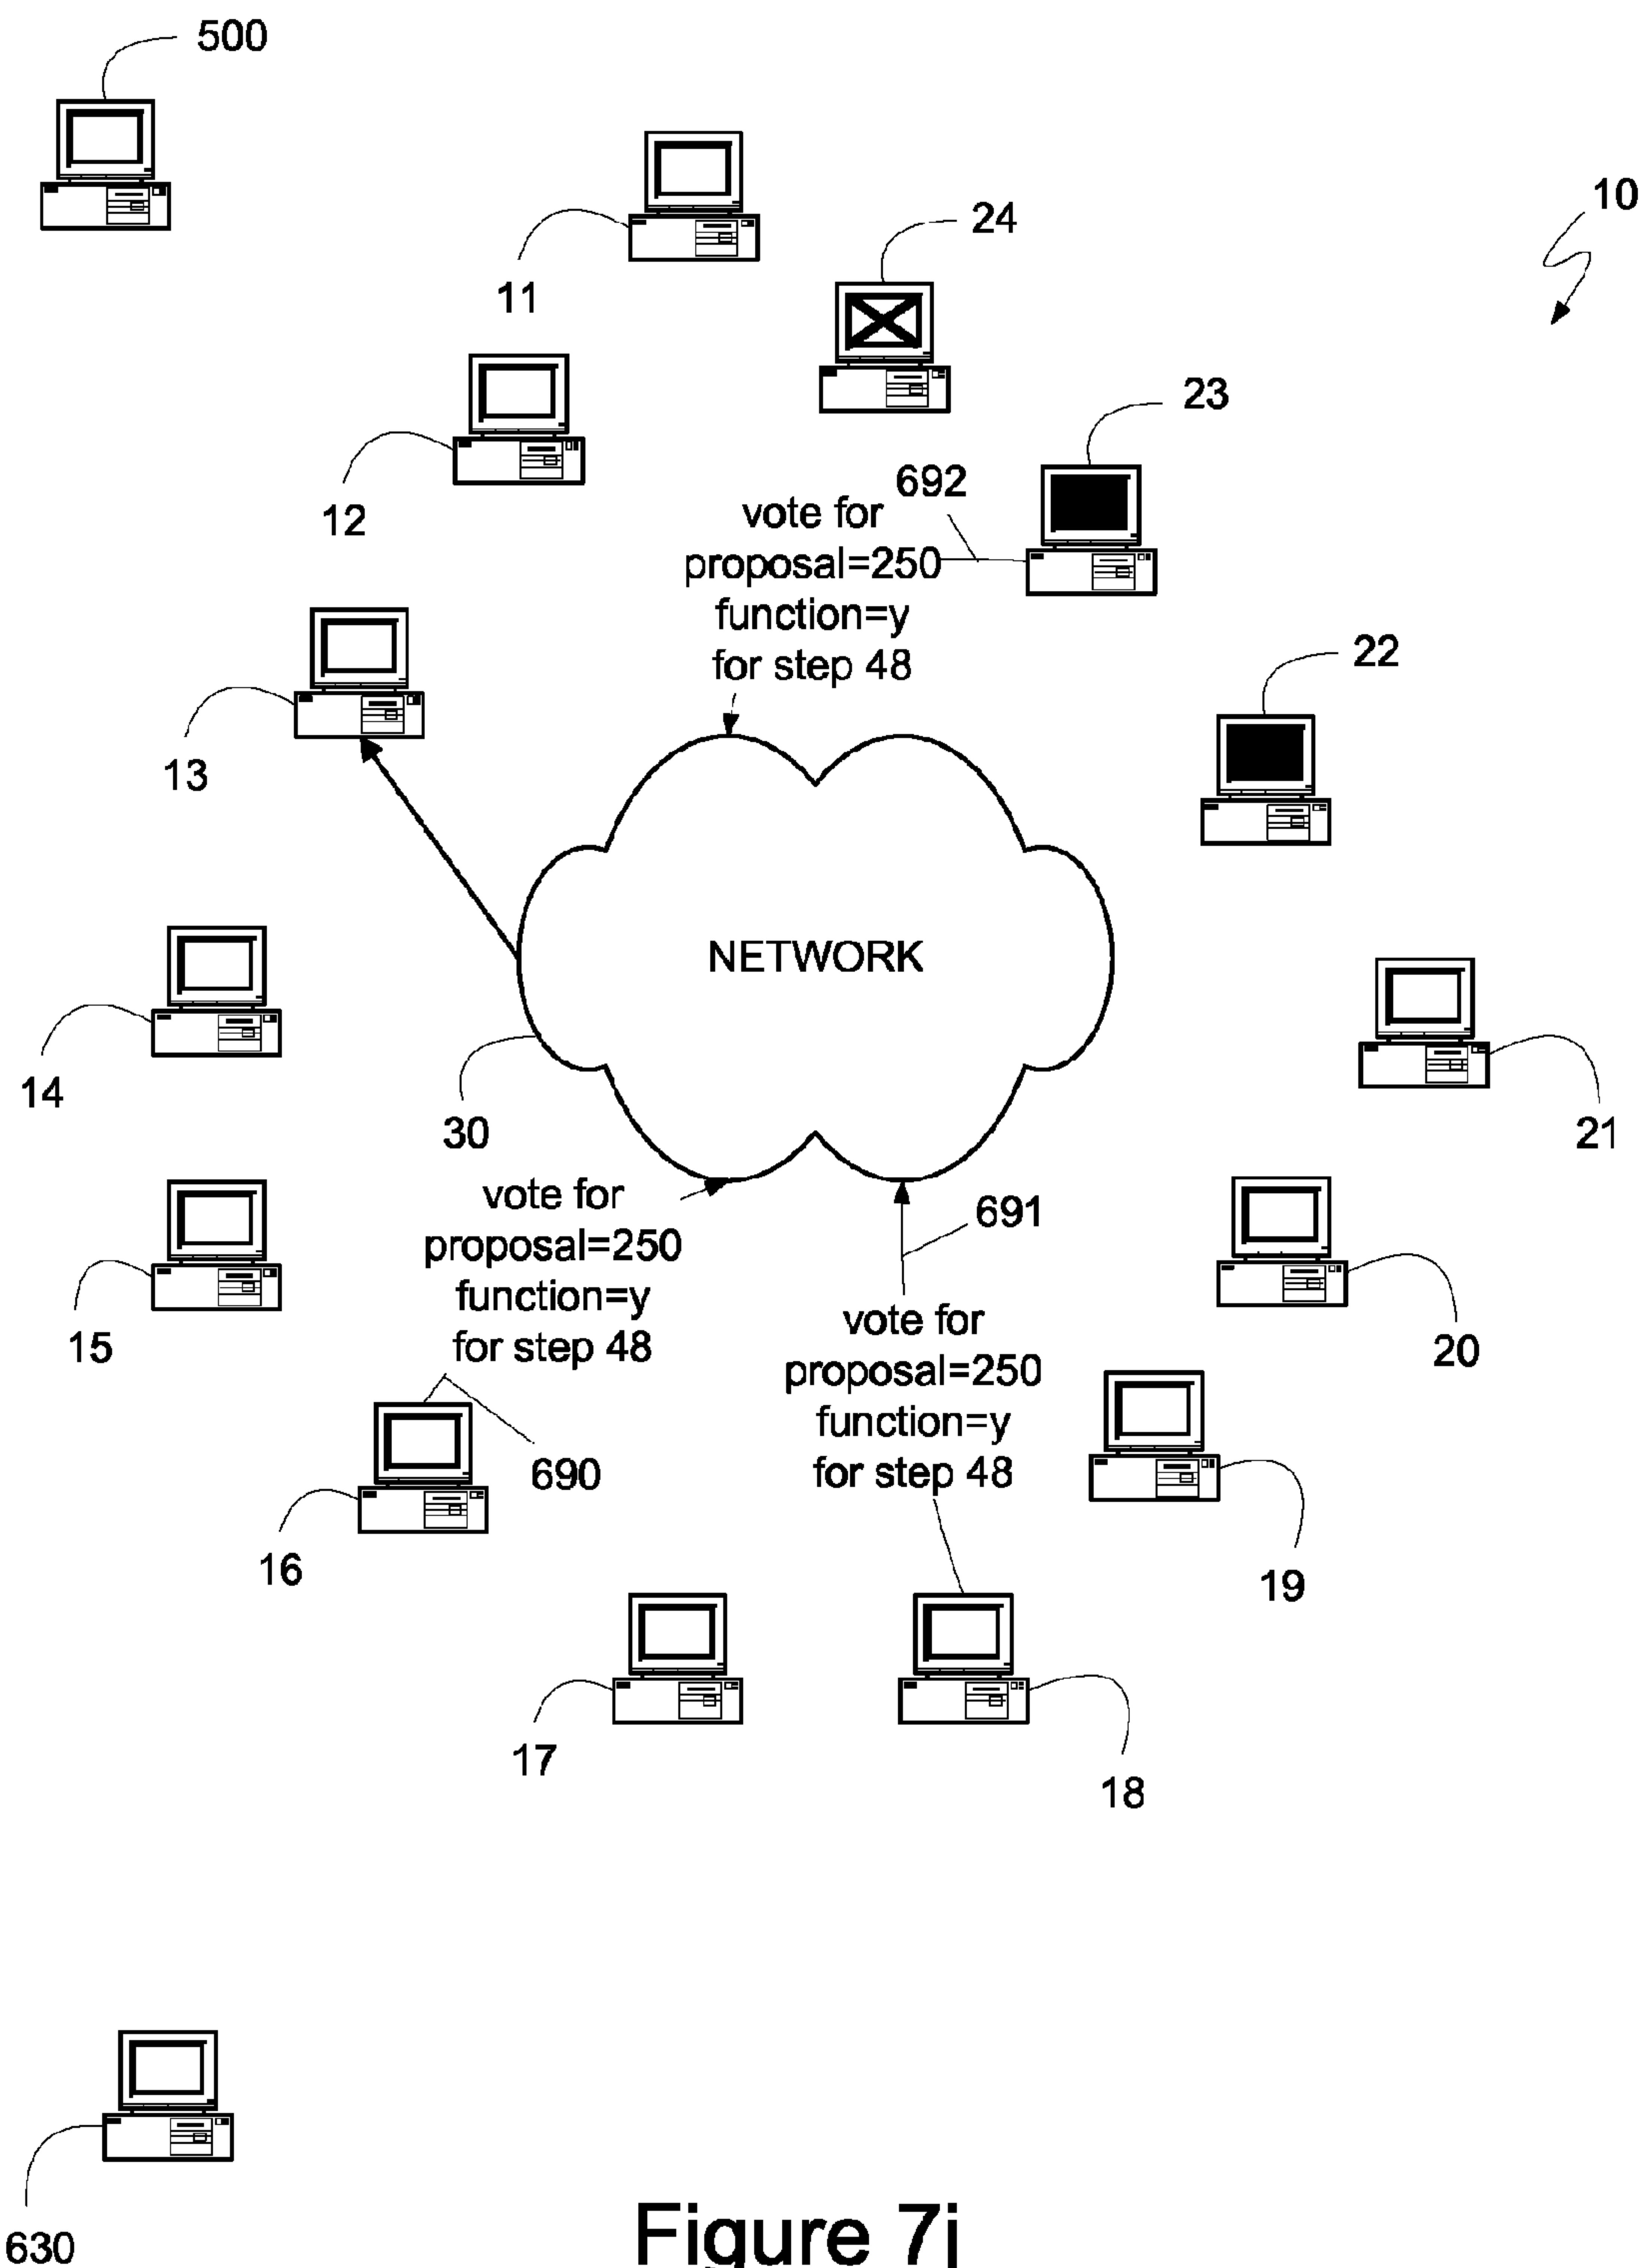 500
10
24
11
23
692
12
vote for
proposal=250
function=y
for step 48
22
13
NETWORK
14
30
21
vote for
proposal=250
function=y
for step 48
691
15
20
vote for
proposal=250
function=y
for step 48
690
16
19
17
18
630
Figure